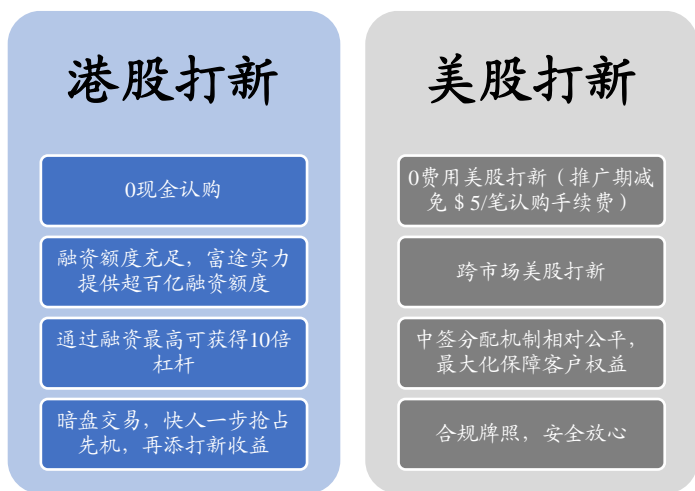 港股打新
0现金认购
融资额度充足，富途实力
提供超百亿融资额度
通过融资最高可获得10倍
杠杆
暗盘交易，快人一步抢占
先机，再添打新收益
美股打新
0费用美股打新（推广期减
免＄5/笔认购手续费）
跨市场美股打新
中签分配机制相对公平，
最大化保障客户权益
合规牌照，安全放心